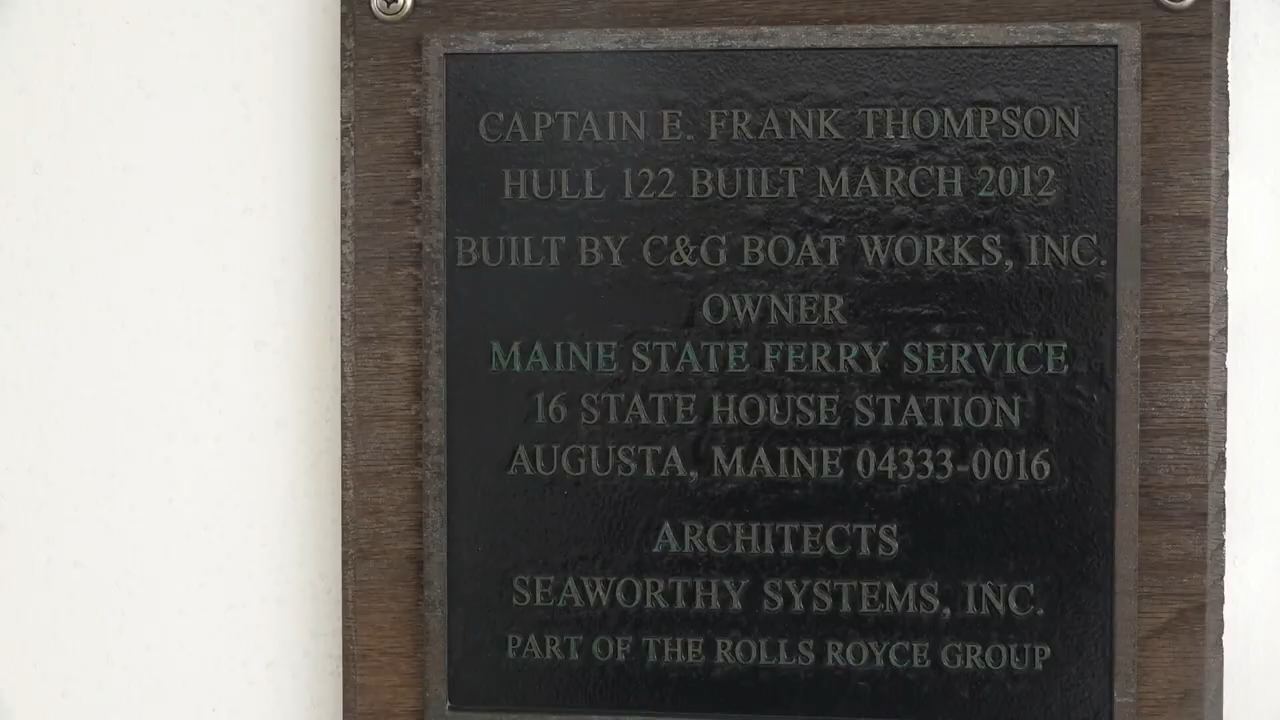 CAPTAIN E. FRANK THOMPSON
HULL 122 BUILT MARCH 2012
BUILT BY C&G BOAT WORKS, INC.
OWNER
MAINE STATE FERRY SERVICE
16 STATE HOUSE STATION
AUGUSTA, MAINE 04333-0016
ARCHITECTS
SEAWORTHY SYSTEMS, INC.
PART OF THE ROLLS ROYCE GROUP